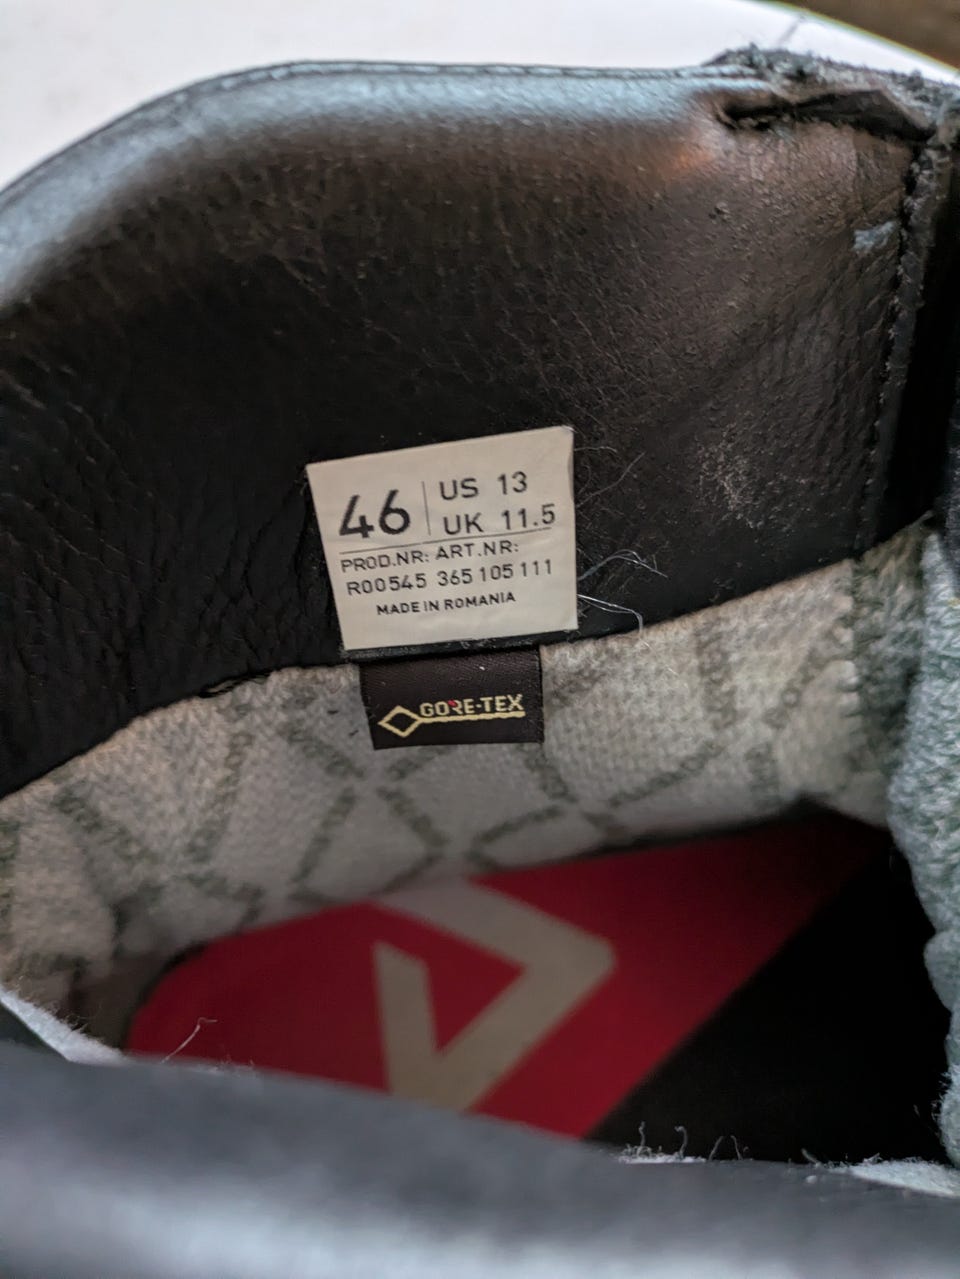 46 US 13
UK 11.5
PROD.NR: ART.NR:
R00545 365 105 111
MADE IN ROMANIA
GORE-TEX